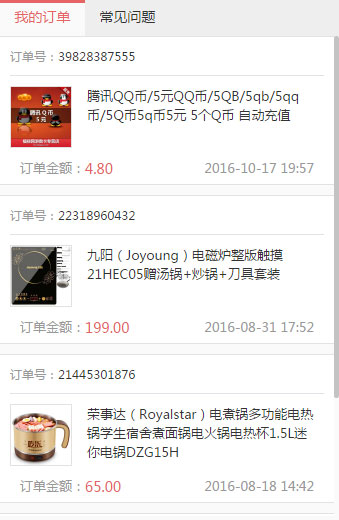 我的订单 常见问题
订单号：39828387555
腾讯QQ币/5元QQ币/5QB/5qb/5qq
币/5Q币5q币5元 5个Q币 自动充值
腾讯Q币
5元
订单金额：4.80 2016-10-17 19:57
订单号：22318960432
九阳（Joyoung）电磁炉整版触摸
21HEC05赠汤锅+炒锅+刀具套装
订单金额：199.00 2016-08-31 17:52
订单号：21445301876
荣事达（Royalstar）电煮锅多功能电热
锅学生宿舍煮面锅电火锅电热杯1.5L迷
你电锅DZG15H
订单金额：65.00 2016-08-18 14:42